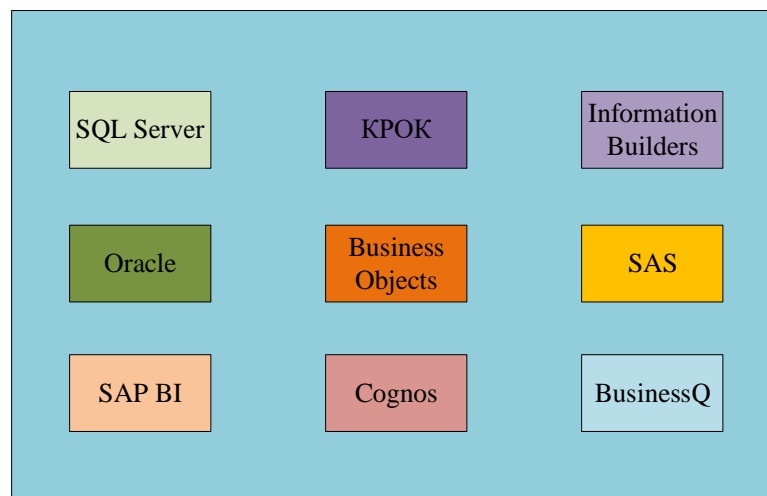 SQL Server
КРОК
Information
Builders
Oracle
Business
Objects
SAS
SAP BI
Cognos
BusinessQ